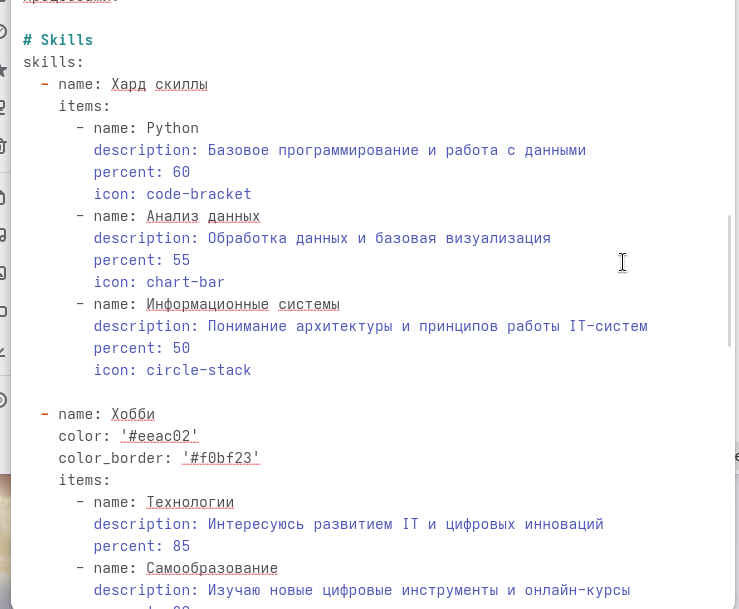 # Skills
skills:
- name: Хард скиллы
items:
- name: Python
description: Базовое программирование и работа с данными
percent: 60
icon: code-bracket
- name: Анализ данных
description: Обработка данных и базовая визуализация
percent: 55
icon: chart-bar
- name: Информационные системы
description: Понимание архитектуры и принципов работы IT-систем
percent: 50
icon: circle-stack
- name: Хобби
color: '#eeac02'
color_border: '#f0bf23'
items:
- name: Технологии
description: Интересуюсь развитием IT и цифровых инноваций
percent: 85
- name: Самообразование
description: Изучаю новые цифровые инструменты и онлайн-курсы